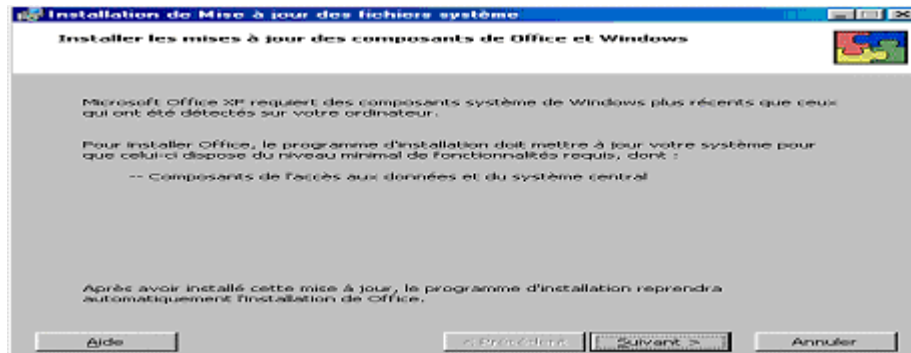 Installation de Mise à jour des fichiers système
Installer les mises à jour des composants de Office et Windows
Microsoft Office XP requiert des composants système de Windows plus récents que ceux
qui ont été détectés sur votre ordinateur.
Pour installer Office, le programme d'installation doit mettre à jour votre système pour
que celui-ci dispose du niveau minimal de fonctionnalités requis, dont :
-- Composants de l'accès aux données et du système central
Après avoir installé cette mise à jour, le programme d'installation reprendra
automatiquement l'installation de Office.
Aide
< Précédent
Suivant >
Annuler